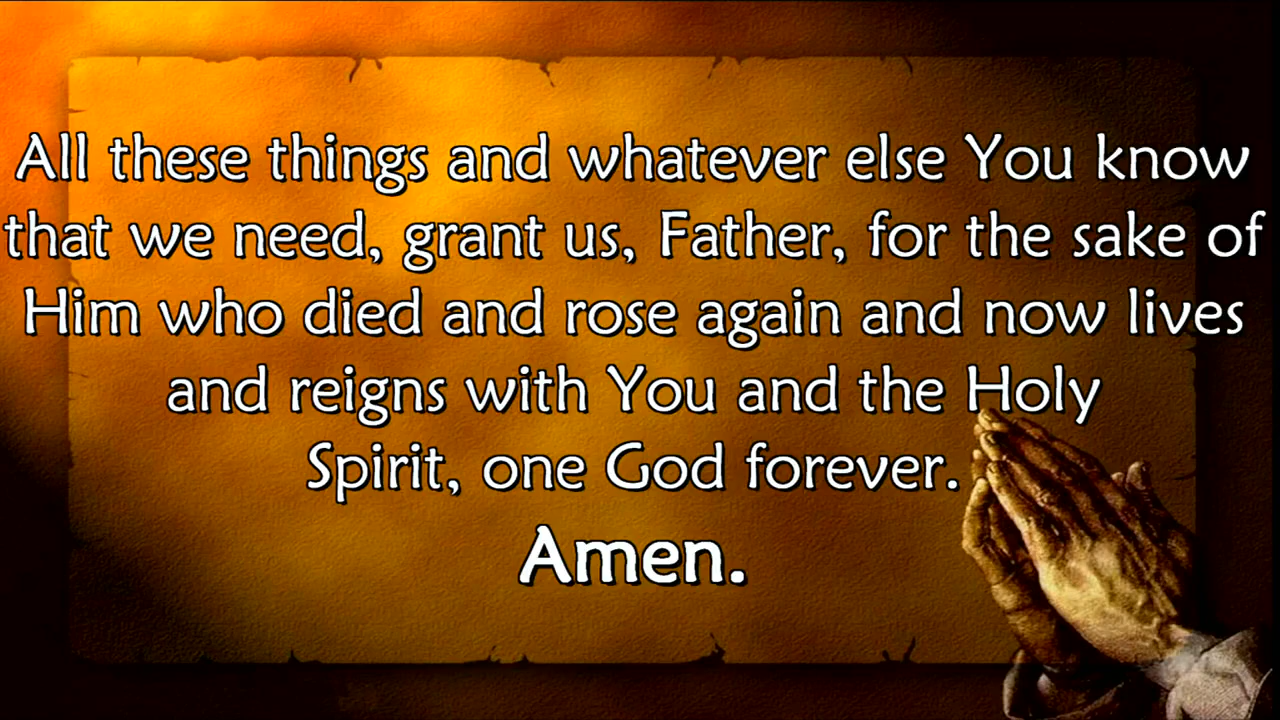 All these things and whatever else You know
that we need, grant us, Father, for the sake of
Him who died and rose again and now lives
and reigns with You and the Holy
Spirit, one God forever.
Amen.